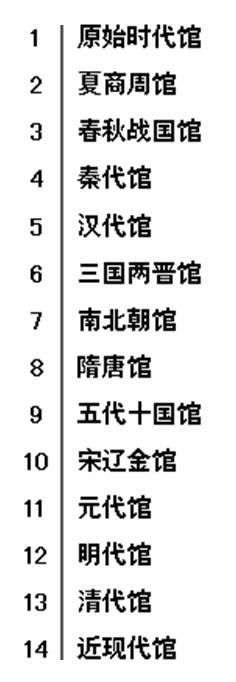 1 原始时代馆
2 夏商周馆
3 春秋战国馆
4 秦代馆
5 汉代馆
6 三国两晋馆
7 南北朝馆
8 隋唐馆
9 五代十国馆
10 宋辽金馆
11 元代馆
12 明代馆
13 清代馆
14 近现代馆